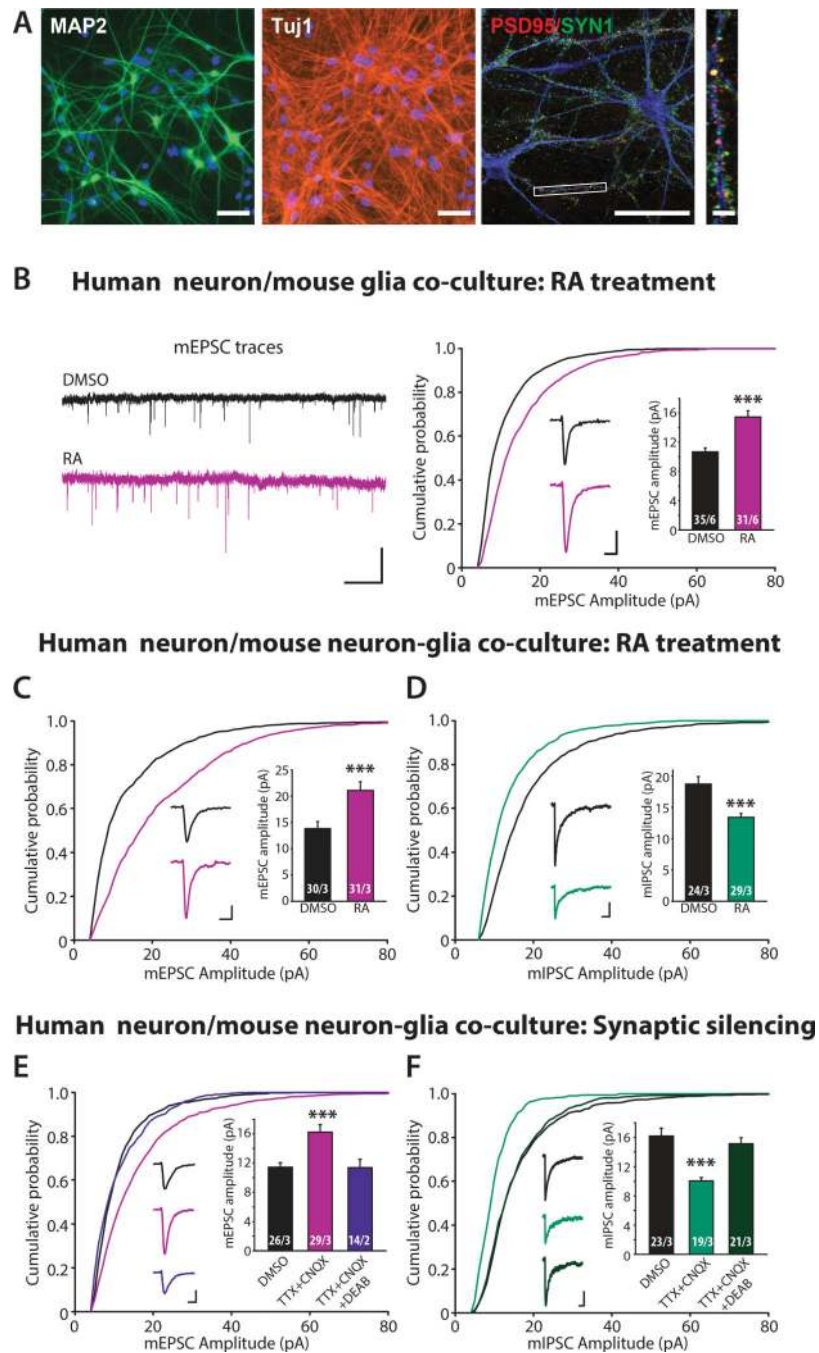 A
MAP2
Tuj1
PSD95/SYN1
B Human neuron/mouse glia co-culture: RA treatment
mEPSC traces
DMSO
RA
Cumulative probability
1.0
0.8
0.6
0.4
0.2
0
0 20 40 60 80
mEPSC Amplitude (pA)
mEPSC amplitude (pA)
16
12
8
4
0
***
35/6 31/6
DMSO RA
Human neuron/mouse neuron-glia co-culture: RA treatment
C
Cumulative probability
1.0
0.8
0.6
0.4
0.2
0
0 20 40 60 80
mEPSC Amplitude (pA)
mEPSC amplitude (pA)
25
20
15
10
5
0
***
30/3 31/3
DMSO RA
D
Cumulative probability
1.0
0.8
0.6
0.4
0.2
0
0 20 40 60 80
mIPSC Amplitude (pA)
mIPSC amplitude (pA)
20
15
10
5
0
***
24/3 29/3
DMSO RA
Human neuron/mouse neuron-glia co-culture: Synaptic silencing
E
Cumulative probability
1.0
0.8
0.6
0.4
0.2
0
0 20 40 60 80
mEPSC Amplitude (pA)
mEPSC amplitude (pA)
16
12
8
4
0
***
26/3 29/3 14/2
DMSO
TTX+CNQX
TTX+CNQX
+DEAB
F
Cumulative probability
1.0
0.8
0.6
0.4
0.2
0
0 20 40 60 80
mIPSC Amplitude (pA)
mIPSC amplitude (pA)
16
12
8
4
0
***
23/3 19/3 21/3
DMSO
TTX+CNQX
TTX+CNQX
+DEAB